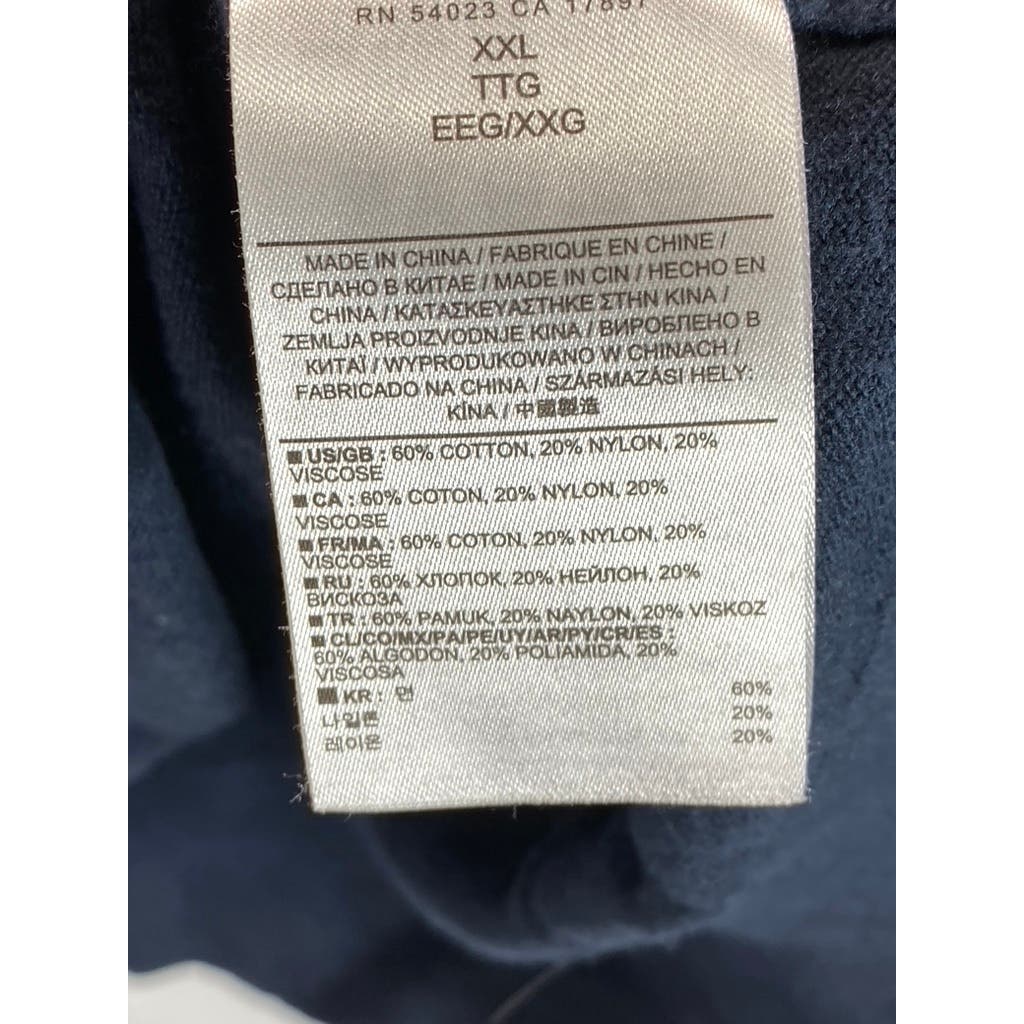 RN 54023 CA 17897
XXL
TTG
EEG/XXG
MADE IN CHINA / FABRIQUE EN CHINE /
СДЕЛАНО В КИТАЕ / MADE IN CIN / HECHO EN
CHINA / ΚΑΤΑΣΚΕΥΑΣΤΗΚΕ ΣΤΗΝ ΚΙΝΑ /
ZEMLJA PROIZVODNJE KINA / ВИРОБЛЕНО В
КИТАЇ / WYPRODUKOWANO W CHINACH /
FABRICADO NA CHINA / SZÁRMAZÁSI HELY:
KÍNA / 中國製造
US/GB : 60% COTTON, 20% NYLON, 20%
VISCOSE
CA : 60% COTON, 20% NYLON, 20%
VISCOSE
FR/MA : 60% COTON, 20% NYLON, 20%
VISCOSE
RU : 60% ХЛОПОК, 20% НЕЙЛОН, 20%
ВИСКОЗА
TR : 60% PAMUK, 20% NAYLON, 20% VISKOZ
CL/CO/MX/PA/PE/UY/AR/PY/CR/ES :
60% ALGODON, 20% POLIAMIDA, 20%
VISCOSA
KR : 면 60%
나일론 20%
레이온 20%